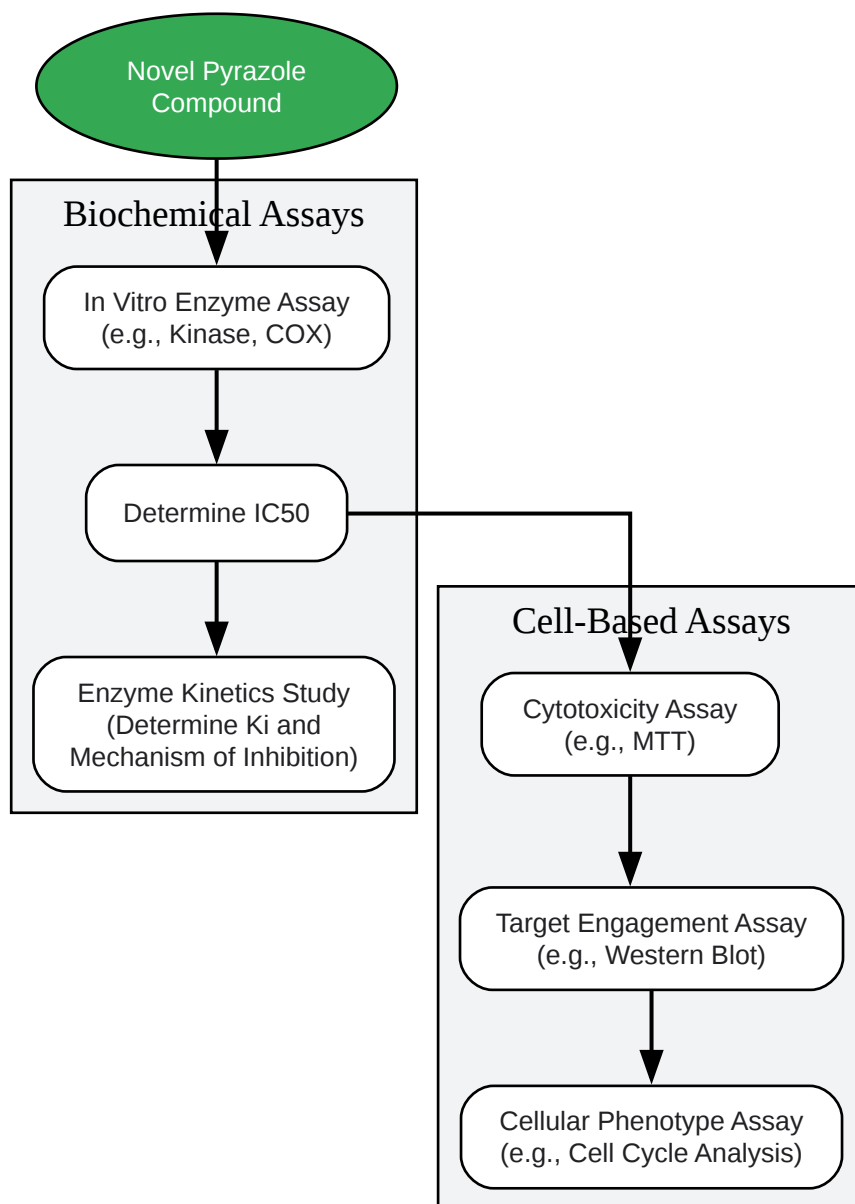 Novel Pyrazole
Compound
Biochemical Assays
In Vitro Enzyme Assay
(e.g., Kinase, COX)
Determine IC50
Enzyme Kinetics Study
(Determine Ki and
Mechanism of Inhibition)
Cell-Based Assays
Cytotoxicity Assay
(e.g., MTT)
Target Engagement Assay
(e.g., Western Blot)
Cellular Phenotype Assay
(e.g., Cell Cycle Analysis)